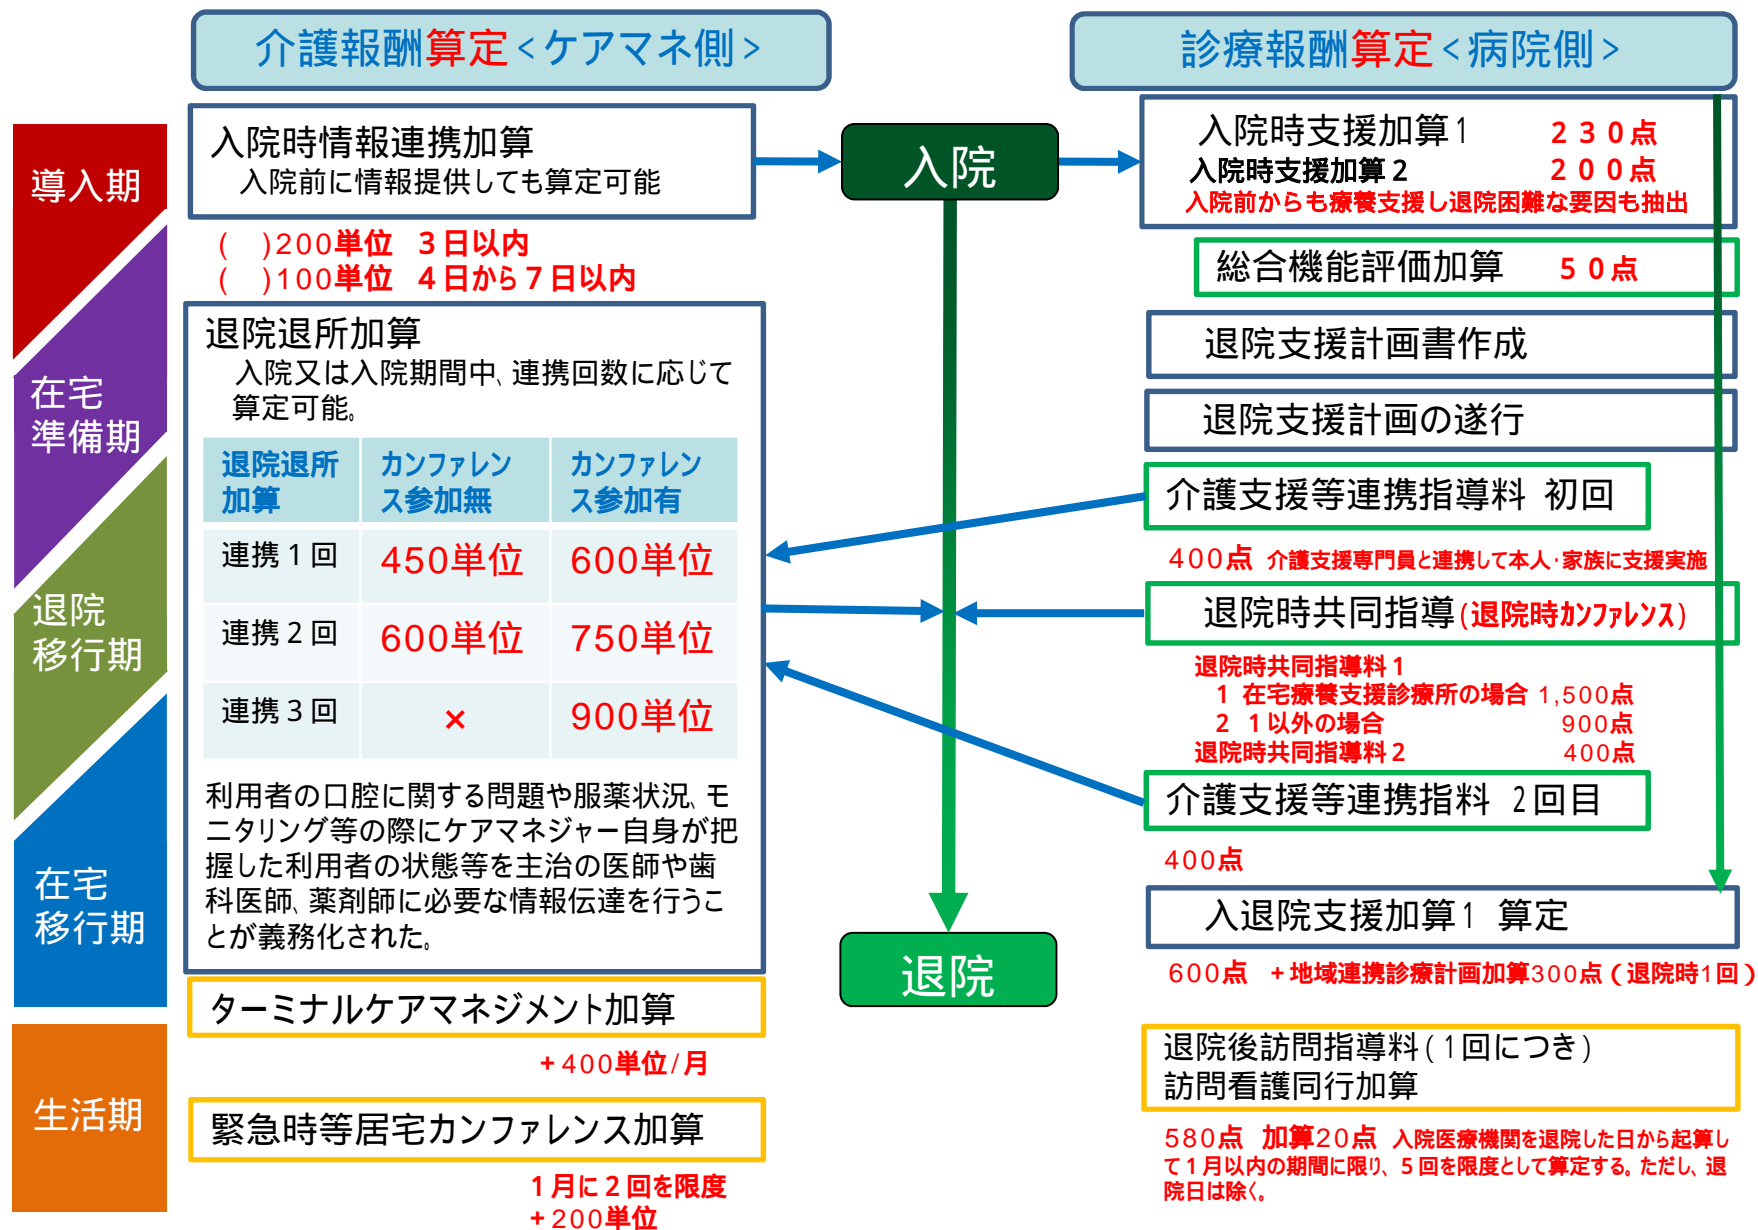 介護報酬算定<ケアマネ側>
診療報酬算定<病院側>
導入期
在宅
準備期
退院
移行期
在宅
移行期
生活期
入院時情報連携加算
入院前に情報提供しても算定可能
(　)200単位 3日以内
(　)100単位 4日から7日以内
退院退所加算
入院又は入院期間中、連携回数に応じて
算定可能。
退院退所
加算
カンファレン
ス参加無
カンファレン
ス参加有
連携1回 450単位 600単位
連携2回 600単位 750単位
連携3回 × 900単位
利用者の口腔に関する問題や服薬状況、モ
ニタリング等の際にケアマネジャー自身が把
握した利用者の状態等を主治の医師や歯
科医師、薬剤師に必要な情報伝達を行うこ
とが義務化された。
ターミナルケアマネジメント加算
+400単位/月
緊急時等居宅カンファレンス加算
1月に2回を限度
+200単位
入院
退院
入院時支援加算1 230点
入院時支援加算2 200点
入院前からも療養支援し退院困難な要因も抽出
総合機能評価加算 50点
退院支援計画書作成
退院支援計画の遂行
介護支援等連携指導料 初回
400点 介護支援専門員と連携して本人・家族に支援実施
退院時共同指導(退院時カンファレンス)
退院時共同指導料1
1 在宅療養支援診療所の場合 1,500点
2 1以外の場合 900点
退院時共同指導料2 400点
介護支援等連携指料 2回目
400点
入退院支援加算1 算定
600点 +地域連携診療計画加算300点(退院時1回)
退院後訪問指導料(1回につき)
訪問看護同行加算
580点 加算20点 入院医療機関を退院した日から起算し
て1月以内の期間に限り、5回を限度として算定する。ただし、退
院日は除く。